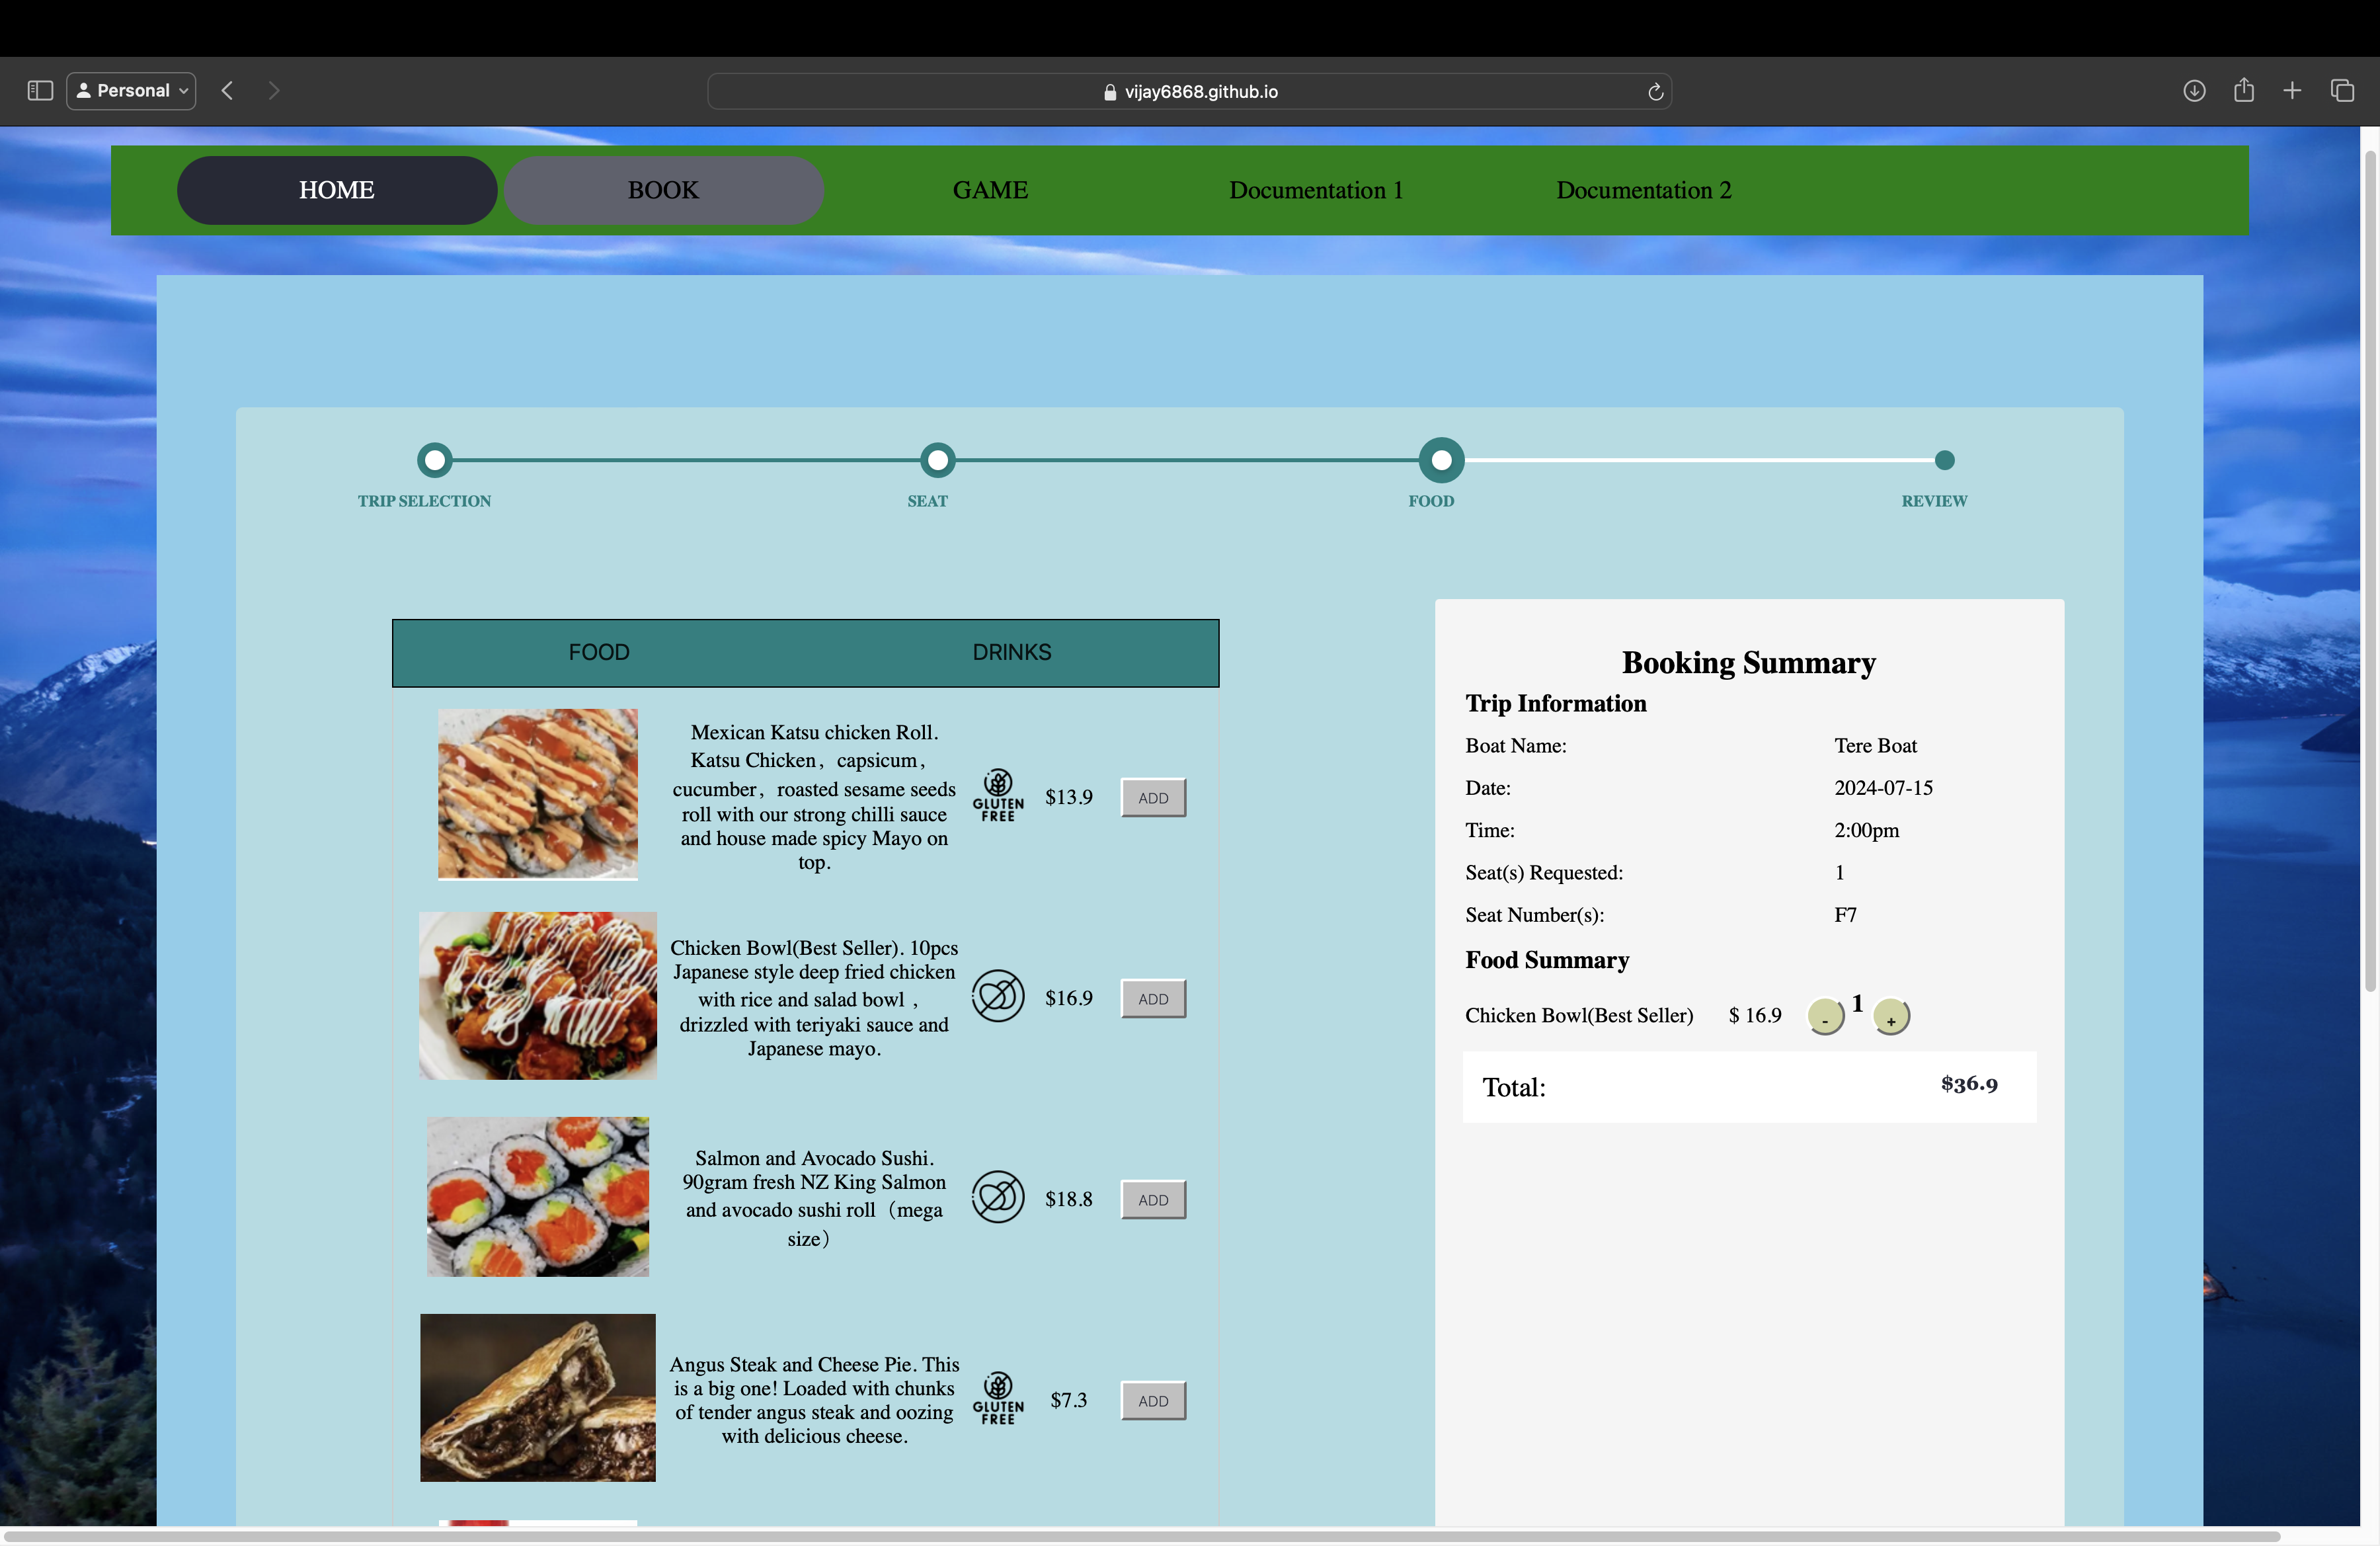 Personal
vijay6868.github.io
HOME
BOOK
GAME
Documentation 1
Documentation 2
TRIP SELECTION
SEAT
FOOD
REVIEW
FOOD
DRINKS
Mexican Katsu chicken Roll.
Katsu Chicken，capsicum，
cucumber，roasted sesame seeds
roll with our strong chilli sauce
and house made spicy Mayo on
top.
GLUTEN
FREE
$13.9
ADD
Chicken Bowl(Best Seller). 10pcs
Japanese style deep fried chicken
with rice and salad bowl，
drizzled with teriyaki sauce and
Japanese mayo.
$16.9
ADD
Salmon and Avocado Sushi.
90gram fresh NZ King Salmon
and avocado sushi roll（mega
size）
$18.8
ADD
Angus Steak and Cheese Pie. This
is a big one! Loaded with chunks
of tender angus steak and oozing
with delicious cheese.
GLUTEN
FREE
$7.3
ADD
Booking Summary
Trip Information
Boat Name: Tere Boat
Date: 2024-07-15
Time: 2:00pm
Seat(s) Requested: 1
Seat Number(s): F7
Food Summary
Chicken Bowl(Best Seller) $ 16.9 - 1 +
Total: $36.9